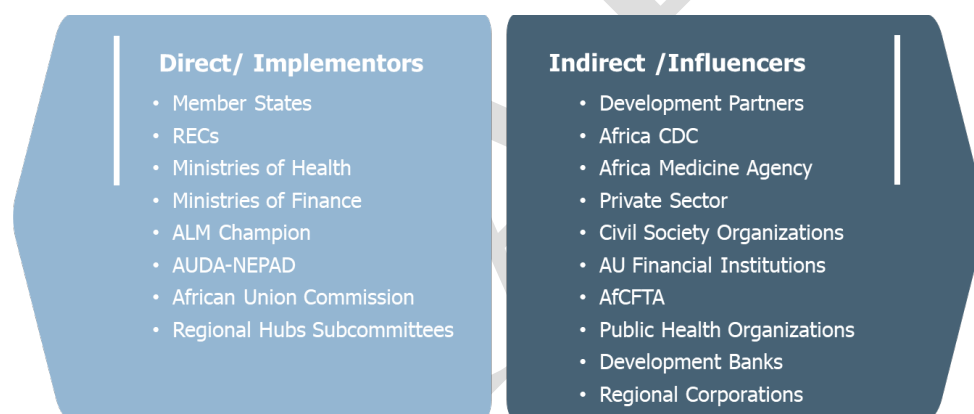 Direct/ Implementors
• Member States
• RECs
• Ministries of Health
• Ministries of Finance
• ALM Champion
• AUDA-NEPAD
• African Union Commission
• Regional Hubs Subcommittees
Indirect /Influencers
• Development Partners
• Africa CDC
• Africa Medicine Agency
• Private Sector
• Civil Society Organizations
• AU Financial Institutions
• AfCFTA
• Public Health Organizations
• Development Banks
• Regional Corporations